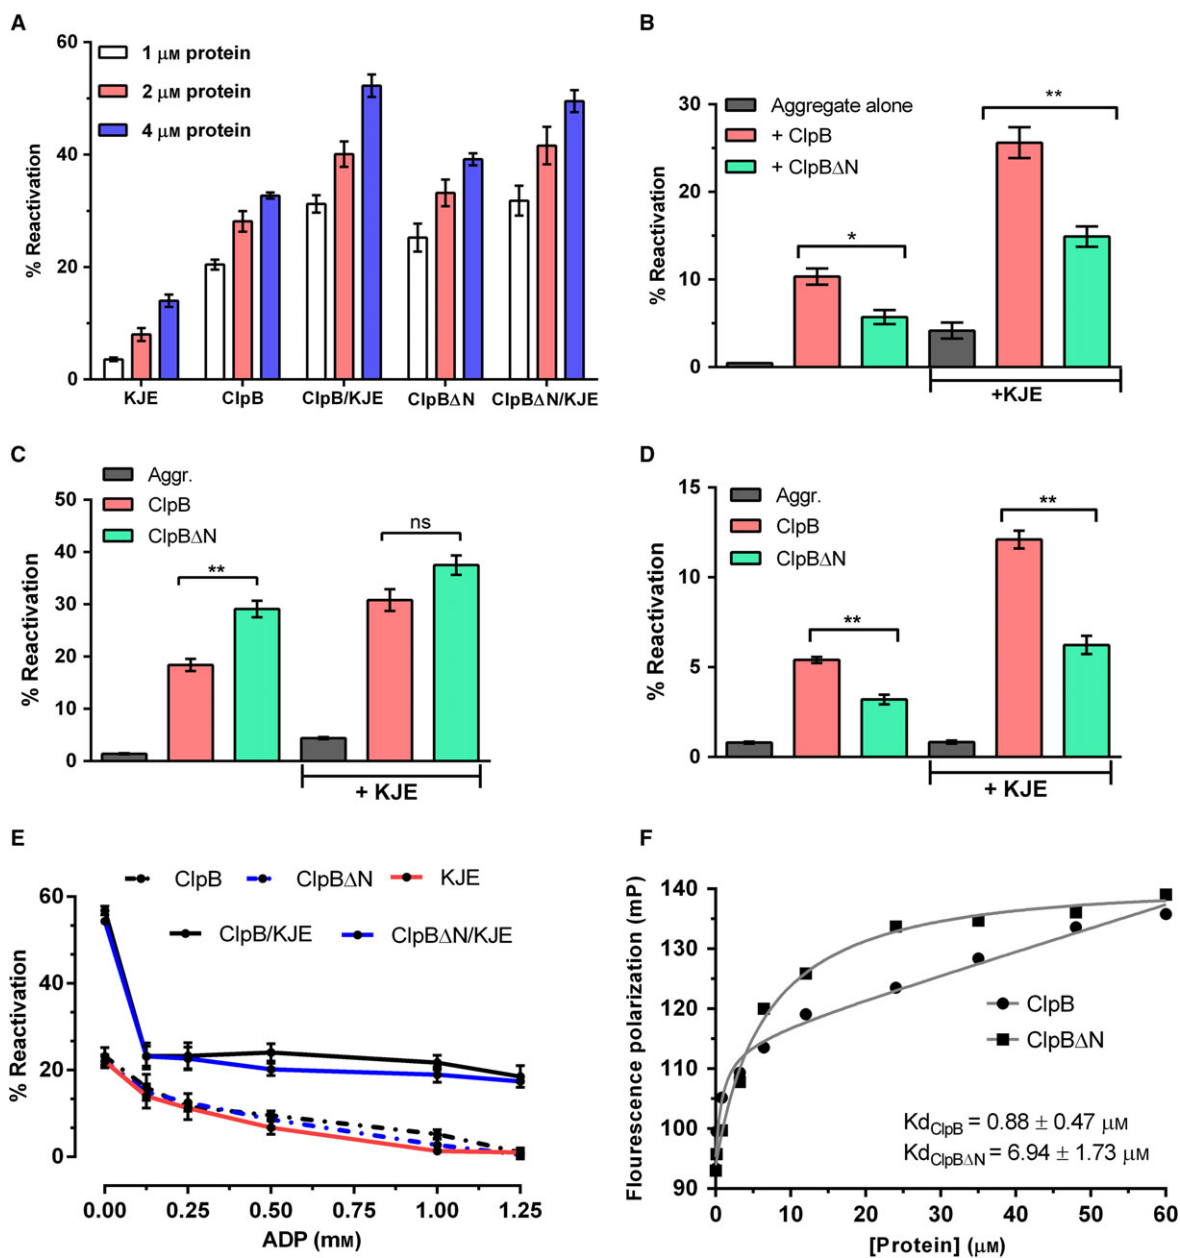 A
60
40
20
0
% Reactivation
1 μM protein
2 μM protein
4 μM protein
KJE
ClpB
ClpB/KJE
ClpBΔN
ClpBΔN/KJE
B
30
20
10
0
% Reactivation
Aggregate alone
+ ClpB
+ ClpBΔN
*
**
+KJE
C
50
40
30
20
10
0
% Reactivation
Aggr.
ClpB
ClpBΔN
**
ns
+ KJE
D
15
10
5
0
% Reactivation
Aggr.
ClpB
ClpBΔN
**
**
+ KJE
E
ClpB
ClpBΔN
KJE
ClpB/KJE
ClpBΔN/KJE
60
40
20
0
% Reactivation
0.00
0.25
0.50
0.75
1.00
1.25
ADP (mM)
F
140
130
120
110
100
90
Flourescence polarization (mP)
ClpB
ClpBΔN
Kd ClpB = 0.88 ± 0.47 μM
Kd ClpBΔN = 6.94 ± 1.73 μM
0
10
20
30
40
50
60
[Protein] (μM)